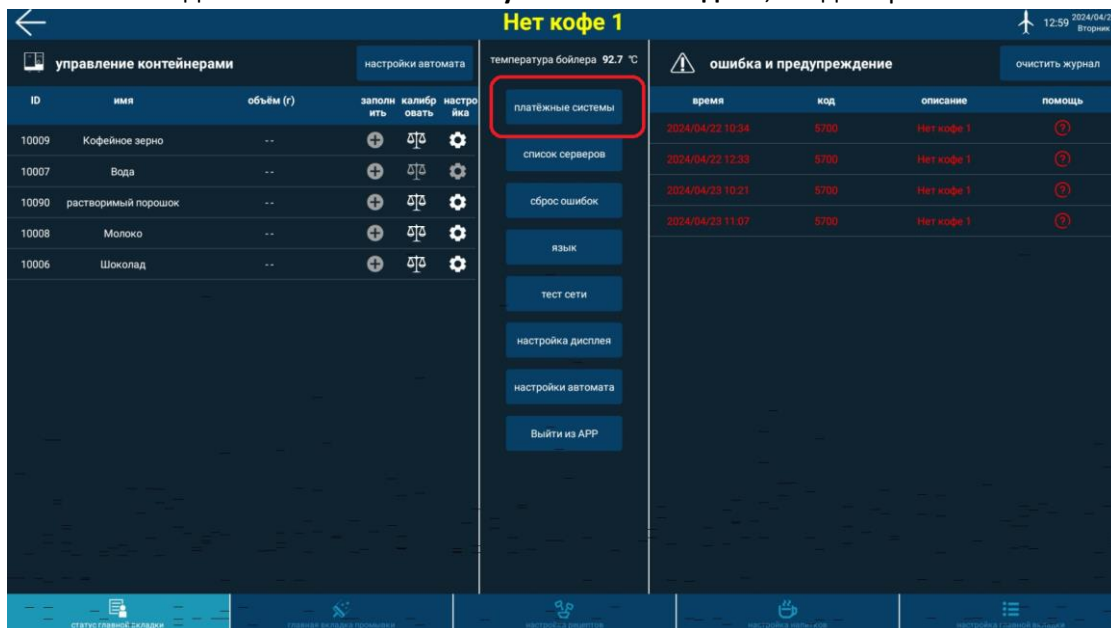 Нет кофе 1
12:59
2024/04/2
Вторник
управление контейнерами
настройки автомата
температура бойлера 92.7 ℃
ошибка и предупреждение
очистить журнал
ID имя объём (г) заполнить калибровать настройка
10009 Кофейное зерно --
10007 Вода --
10090 растворимый порошок --
10008 Молоко --
10006 Шоколад --
платёжные системы
список серверов
сброс ошибок
язык
тест сети
настройка дисплея
настройки автомата
Выйти из APP
время код описание помощь
2024/04/22 10:34 5700 Нет кофе 1
2024/04/22 12:33 5700 Нет кофе 1
2024/04/23 10:21 5700 Нет кофе 1
2024/04/23 11:07 5700 Нет кофе 1
статус главной вкладки
главная вкладка промывки
настройка рецептов
настройка напитков
настройка главной вкладки